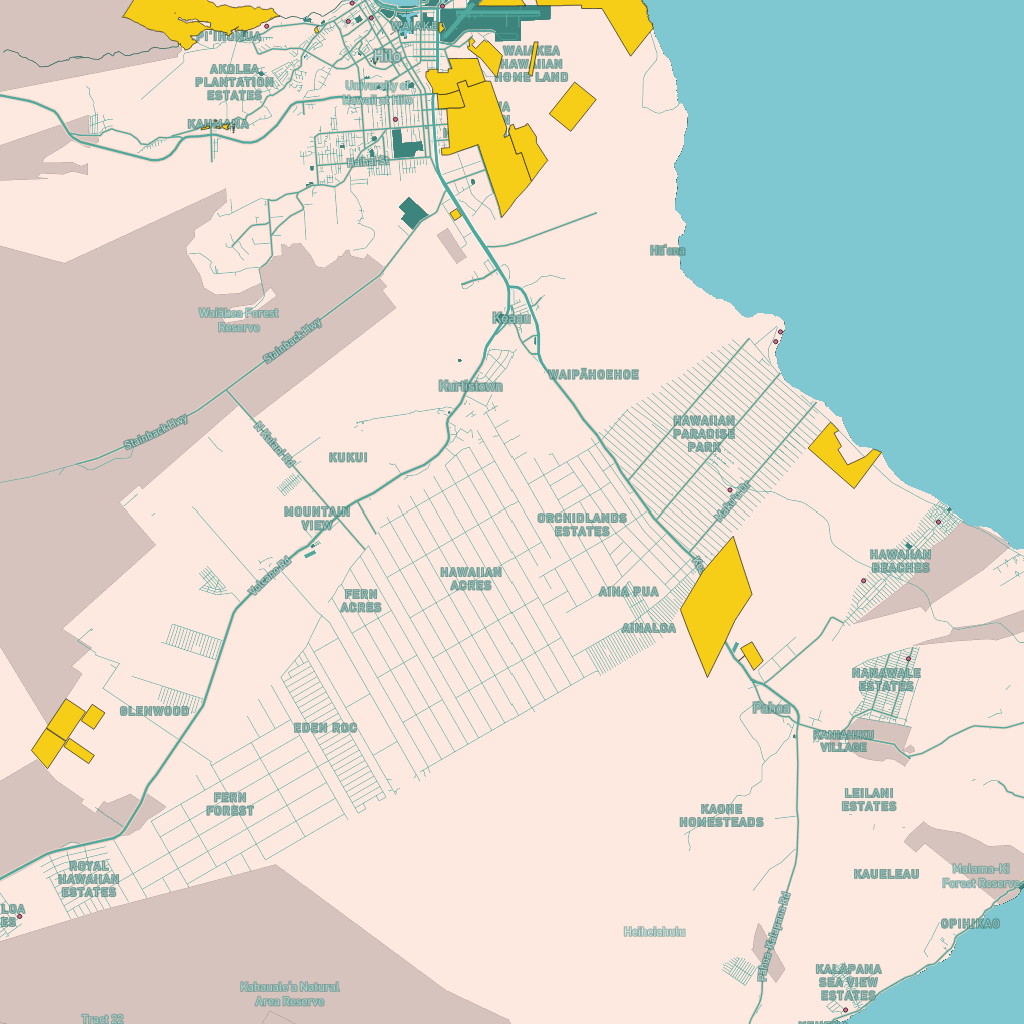 PI'IHONUA
WAIAKE
Hilo
WAIAKEA
HAWAIIAN
HOME LAND
AKOLEA
PLANTATION
ESTATES
University of
Hawaii at Hilo
KAUMANA
Haihai St
Hā'ena
Waiākea Forest
Reserve
Stainback Hwy
Keaau
WAIPĀHOEHOE
Kurtistown
Stainback Hwy
HAWAIIAN
PARADISE
PARK
N Kulani Rd
KUKUI
MOUNTAIN
VIEW
ORCHIDLANDS
ESTATES
Makuu Dr
HAWAIIAN
BEACHES
HAWAIIAN
ACRES
Volcano Rd
FERN
ACRES
AINA PUA
AINALOA
NANAWALE
ESTATES
GLENWOOD
Pahoa
EDEN ROC
KANIAHIKU
VILLAGE
FERN
FOREST
LEILANI
ESTATES
KAOHE
HOMESTEADS
ROYAL
HAWAIIAN
ESTATES
KAUELEAU
Malama-Ki
Forest Reserve
LOA
ES
Heiheiahulu
Pahoa-Kalapana Rd
OPIHIKAO
KALAPANA
SEA VIEW
ESTATES
Kahauale'a Natural
Area Reserve
Tract 22